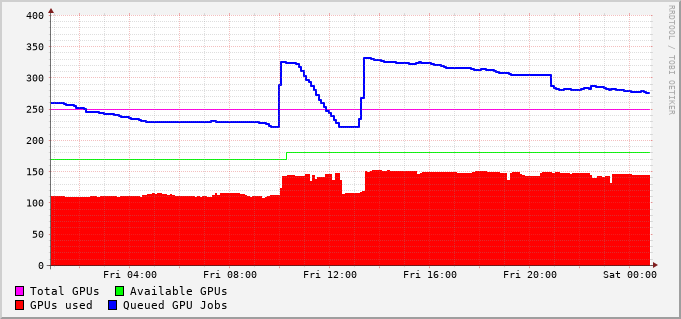 RRDTOOL / TOBI OETIKER
400
350
300
250
200
150
100
50
0
Fri 04:00 Fri 08:00 Fri 12:00 Fri 16:00 Fri 20:00 Sat 00:00
Total GPUs Available GPUs
GPUs used Queued GPU Jobs